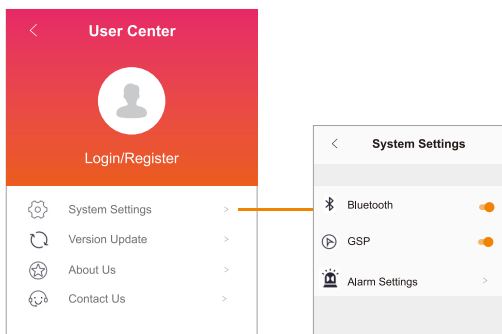 User Center
Login/Register
System Settings
Version Update
About Us
Contact Us
System Settings
Bluetooth
GSP
Alarm Settings